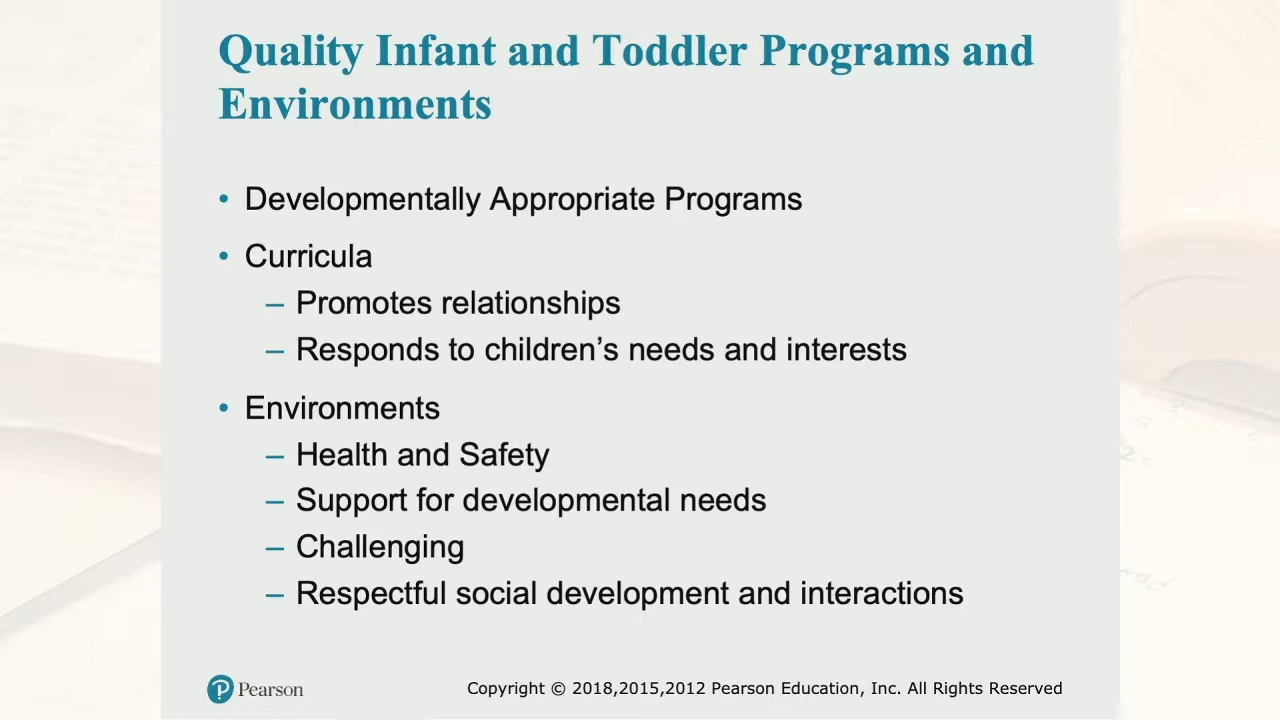 Quality Infant and Toddler Programs and
Environments
• Developmentally Appropriate Programs
• Curricula
– Promotes relationships
– Responds to children’s needs and interests
• Environments
– Health and Safety
– Support for developmental needs
– Challenging
– Respectful social development and interactions
Pearson
Copyright © 2018,2015,2012 Pearson Education, Inc. All Rights Reserved